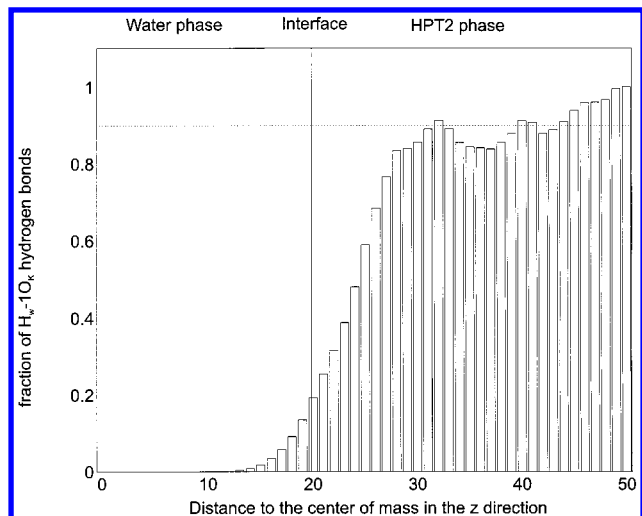 Water phase Interface HPT2 phase
1
0.8
0.6
0.4
0.2
0
fraction of Hw-1OK hydrogen bonds
0 10 20 30 40 50
Distance to the center of mass in the z direction